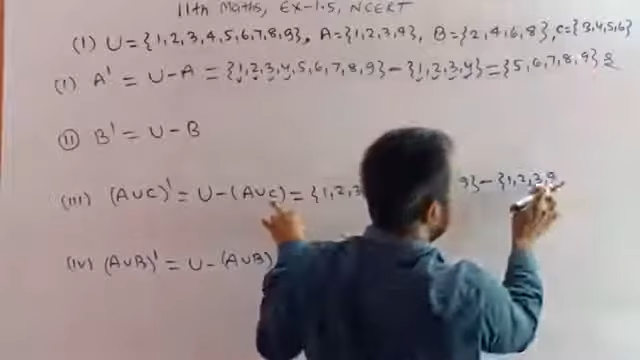 11th Maths, EX-1.5, NCERT
(1) U={1,2,3,4,5,6,7,8,9}, A={1,2,3,4}, B={2,4,6,8}, C={3,4,5,6}
(i) A' = U-A = {1,2,3,4,5,6,7,8,9}-{1,2,3,4}={5,6,7,8,9}
(ii) B' = U-B
(iii) (A∪C)' = U-(A∪C)={1,2,3 9}-{1,2,3,
(iv) (A∪B)' = U-(A∪B)